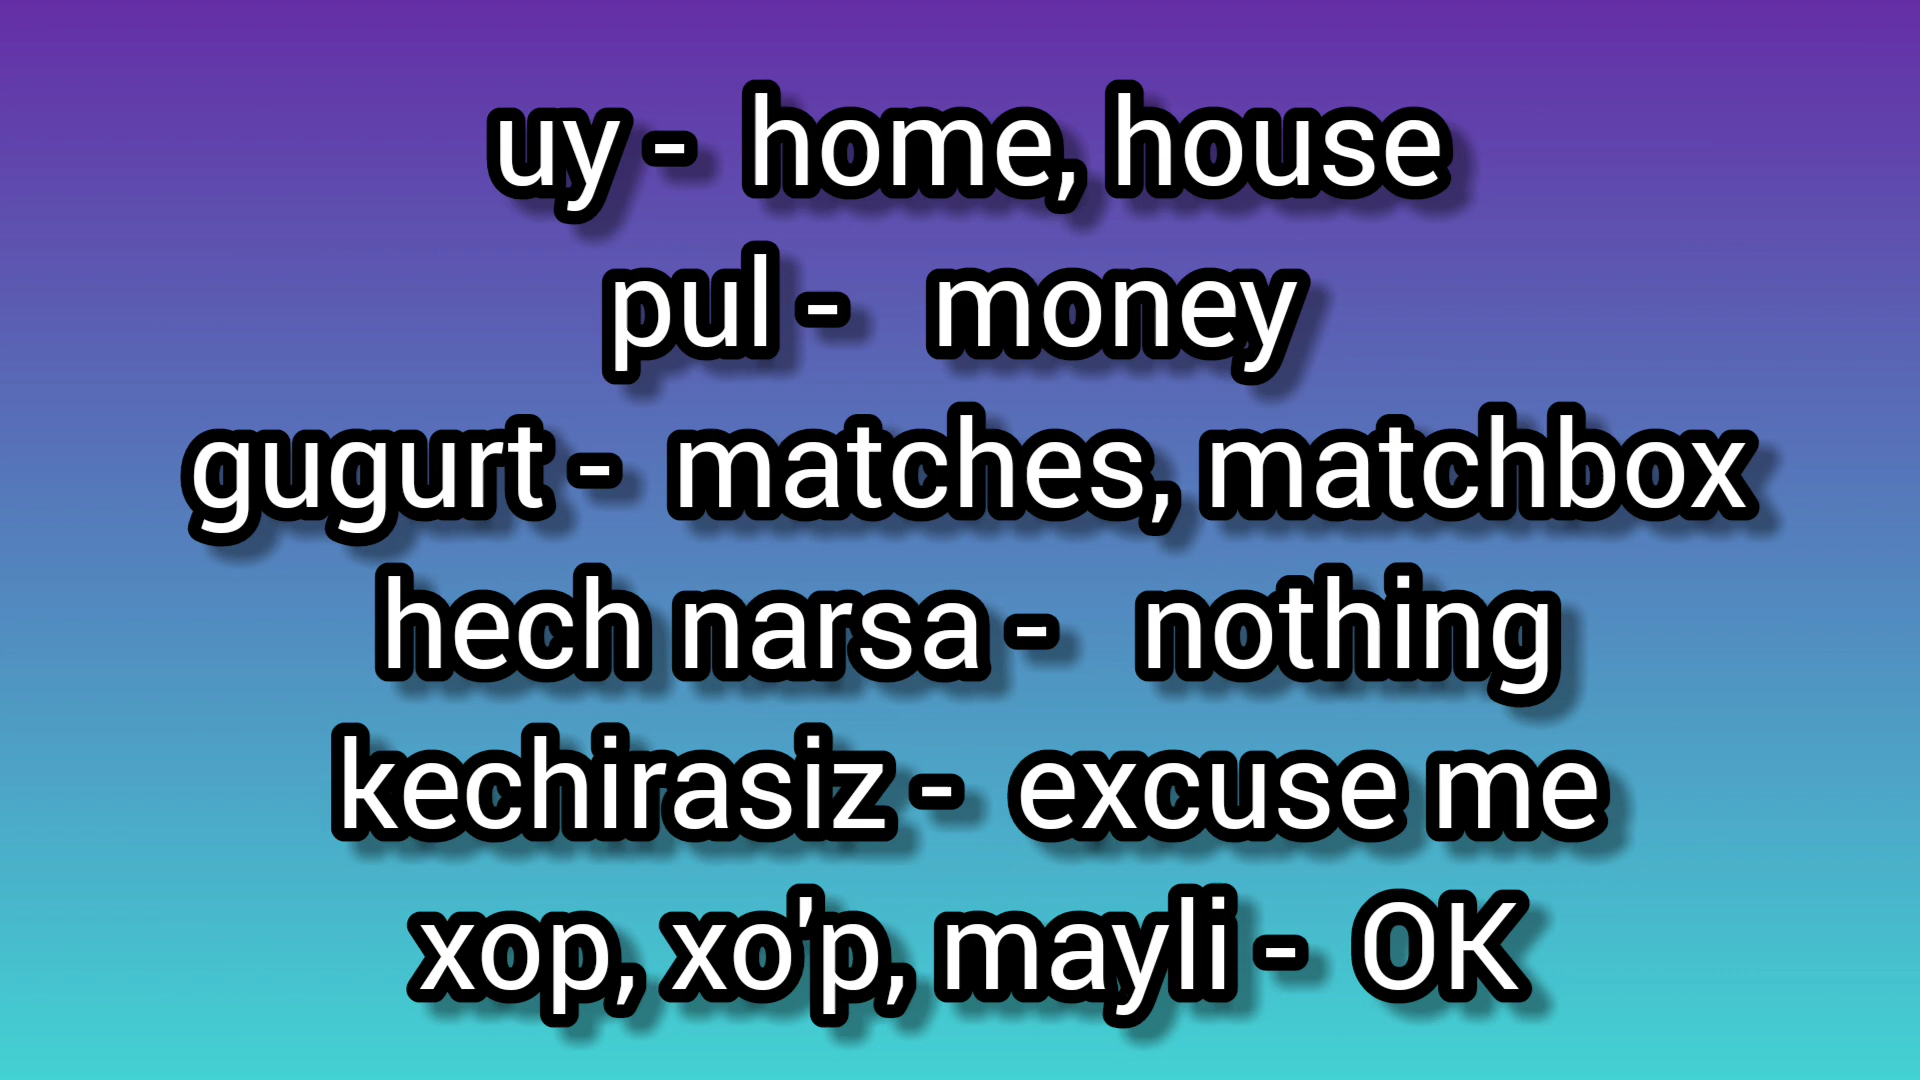 uy - home, house
pul - money
gugurt - matches, matchbox
hech narsa - nothing
kechirasiz - excuse me
xop, xo'p, mayli - OK